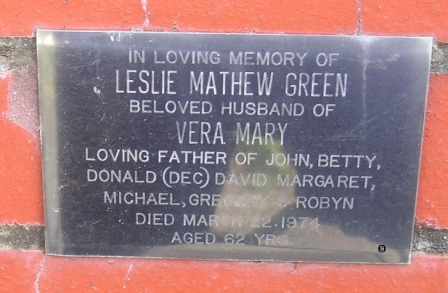 IN LOVING MEMORY OF
LESLIE MATHEW GREEN
BELOVED HUSBAND OF
VERA MARY
LOVING FATHER OF JOHN, BETTY,
DONALD (DEC) DAVID MARGARET,
MICHAEL, GREGORY & ROBYN
DIED MARCH 22.1974
AGED 62 YRS